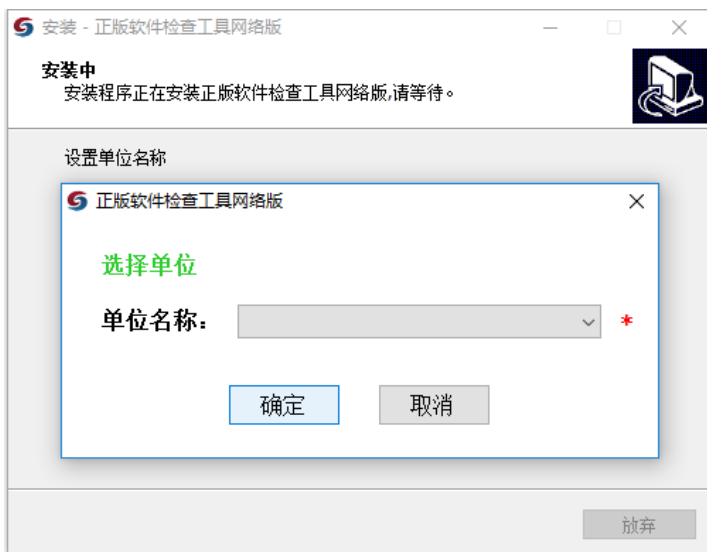 安装 - 正版软件检查工具网络版
安装中
安装程序正在安装正版软件检查工具网络版,请等待。
设置单位名称
正版软件检查工具网络版
选择单位
单位名称： *
确定 取消
放弃